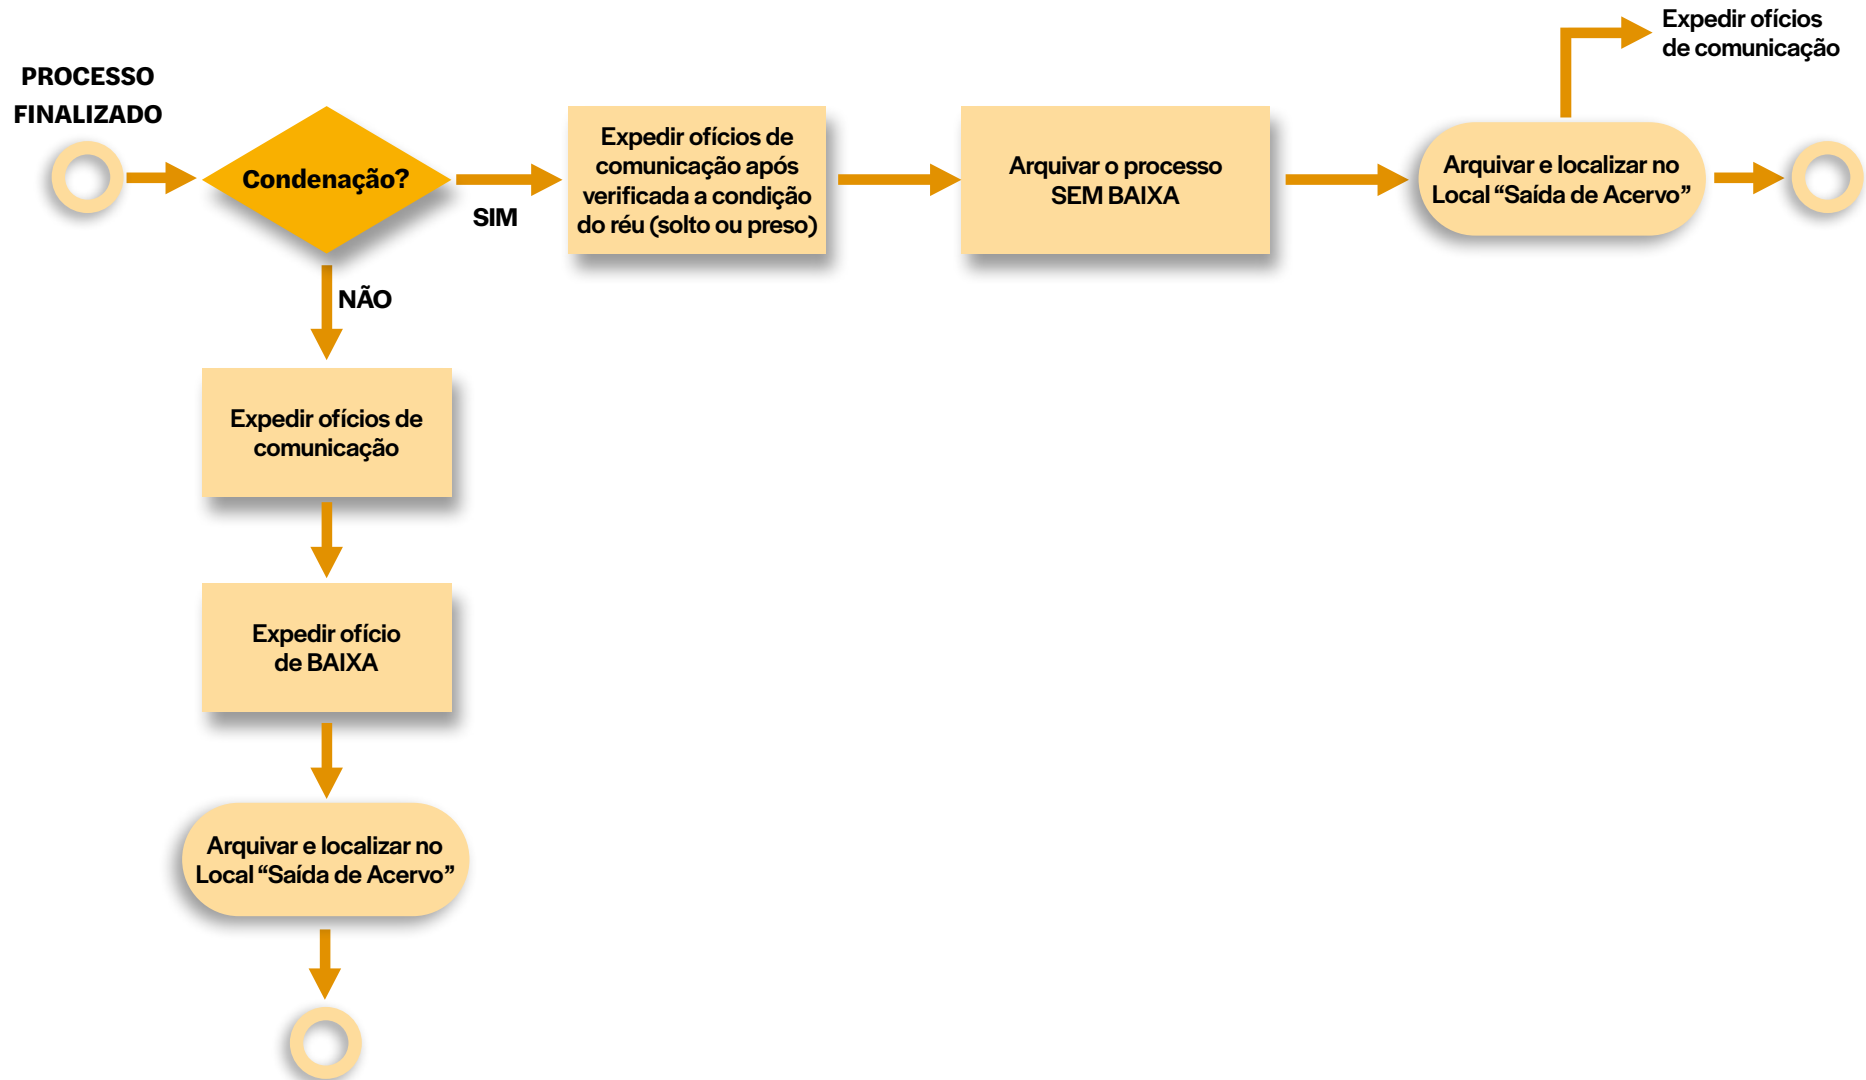 PROCESSO
FINALIZADO
Condenação?
SIM
Expedir ofícios de
comunicação após
verificada a condição
do réu (solto ou preso)
Arquivar o processo
SEM BAIXA
Arquivar e localizar no
Local “Saída de Acervo”
Expedir ofícios
de comunicação
NÃO
Expedir ofícios de
comunicação
Expedir ofício
de BAIXA
Arquivar e localizar no
Local “Saída de Acervo”